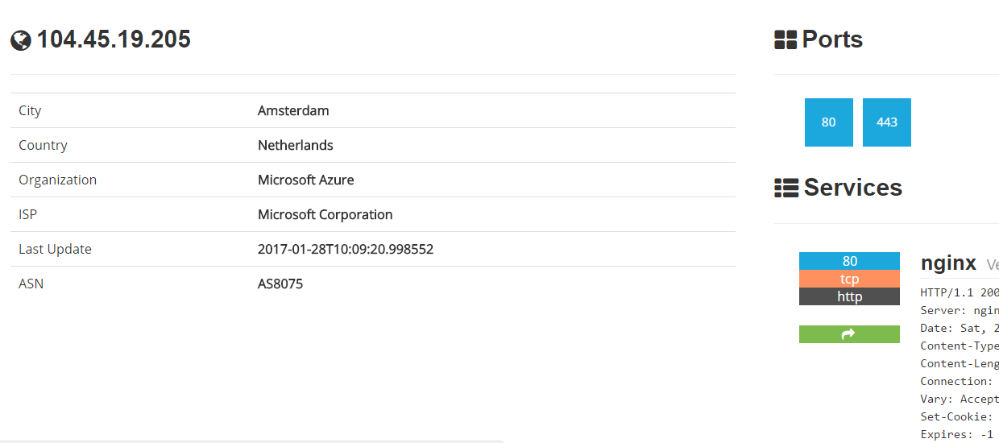 104.45.19.205
City Amsterdam
Country Netherlands
Organization Microsoft Azure
ISP Microsoft Corporation
Last Update 2017-01-28T10:09:20.998552
ASN AS8075
Ports
80 443
Services
80
tcp
http
nginx Ve
HTTP/1.1 200
Server: ngin
Date: Sat, 2
Content-Type
Content-Leng
Connection:
Vary: Accept
Set-Cookie:
Expires: -1